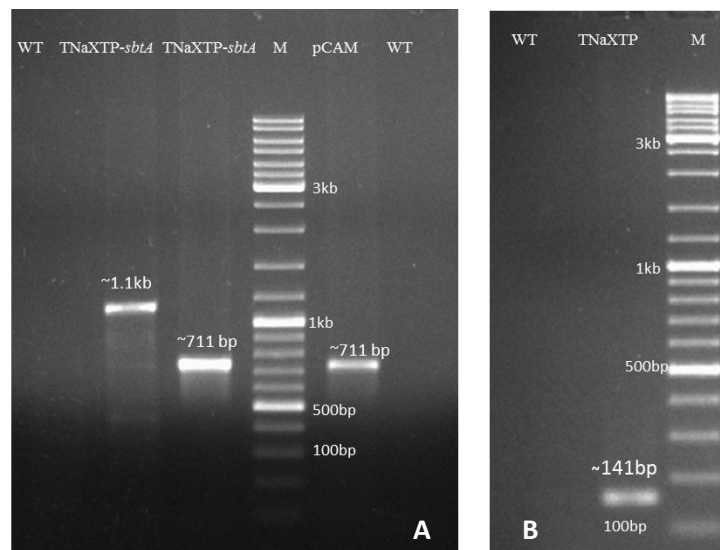 WT TNaXTP-sbtA TNaXTP-sbtA M pCAM WT
3kb
~1.1kb
1kb
~711 bp ~711 bp
500bp
100bp
A
WT TNaXTP M
3kb
1kb
500bp
~141bp
100bp
B